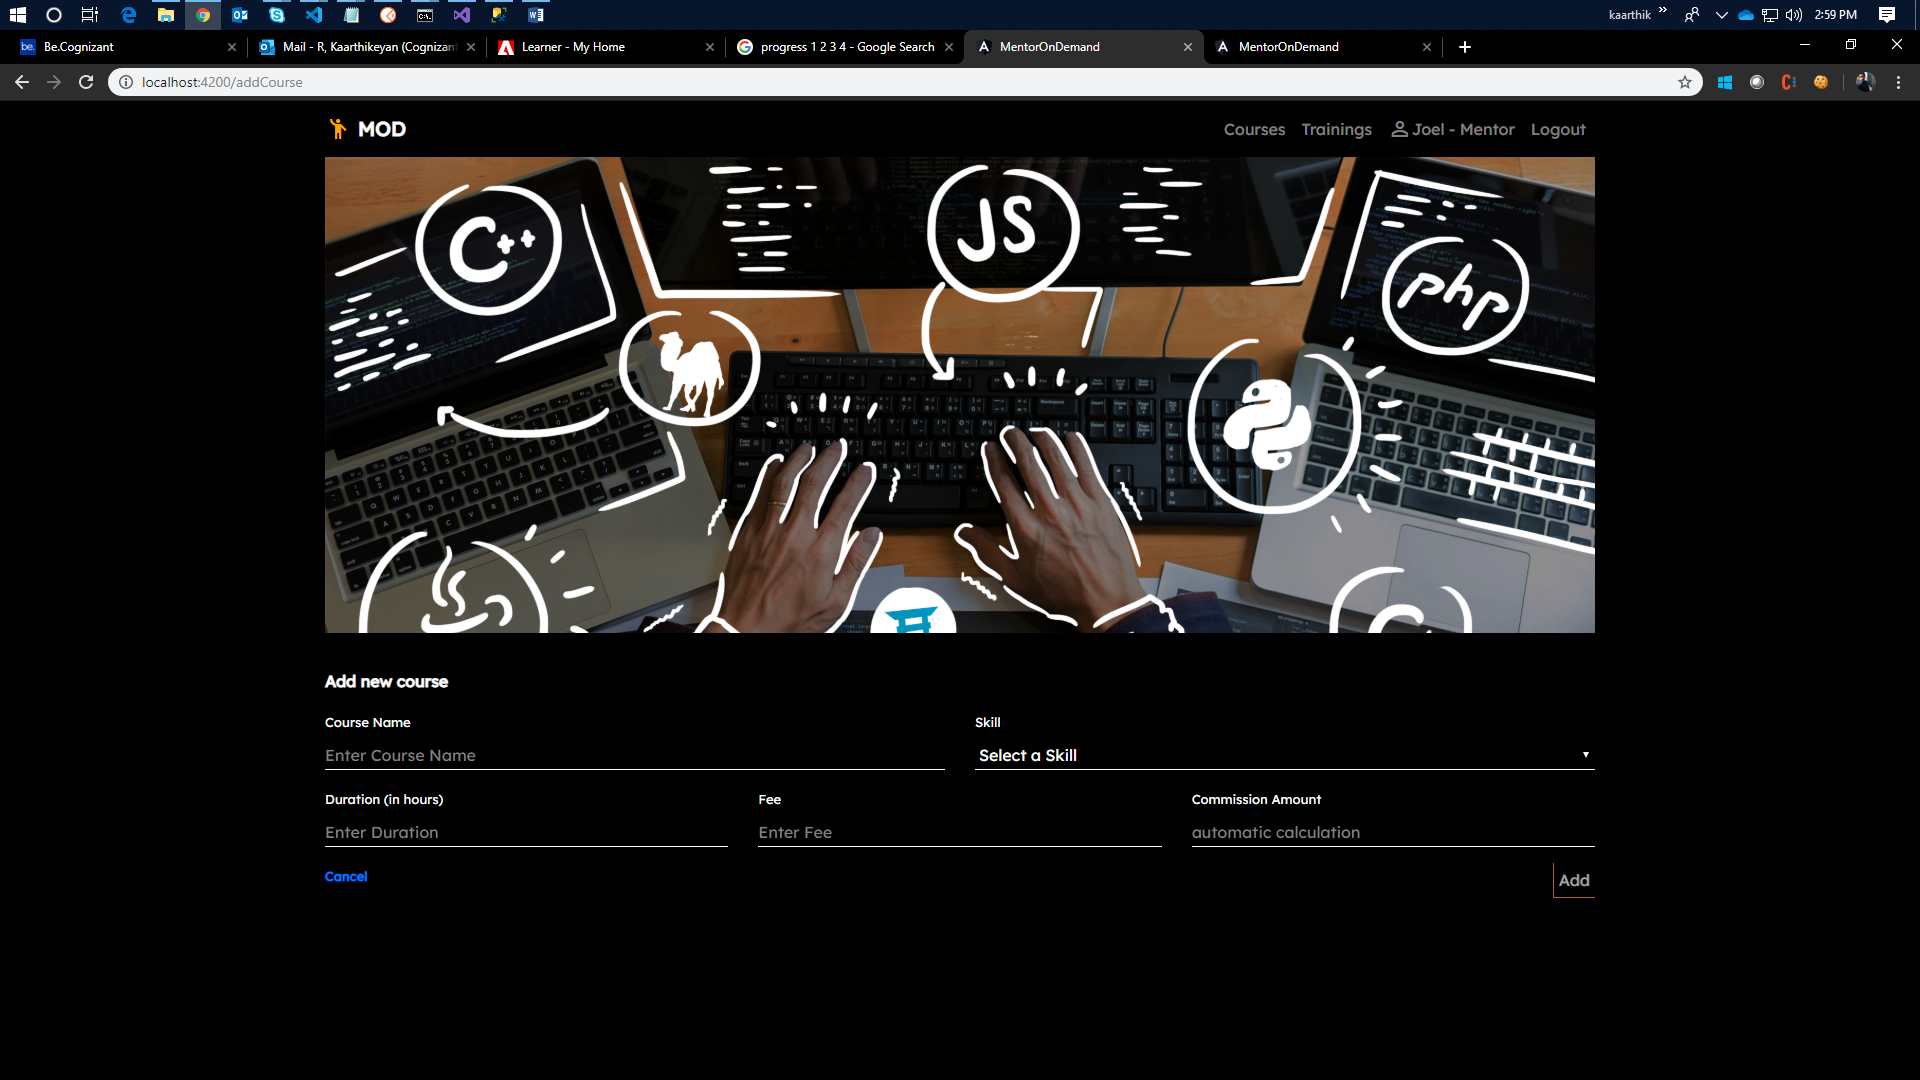 kaarthik
2:59 PM
Be.Cognizant
Mail - R, Kaarthikeyan (Cognizant
Learner - My Home
progress 1 2 3 4 - Google Search
MentorOnDemand
MentorOnDemand
localhost:4200/addCourse
MOD
Courses
Trainings
Joel - Mentor
Logout
C++
JS
php
Add new course
Course Name
Skill
Enter Course Name
Select a Skill
Duration (in hours)
Fee
Commission Amount
Enter Duration
Enter Fee
automatic calculation
Cancel
Add